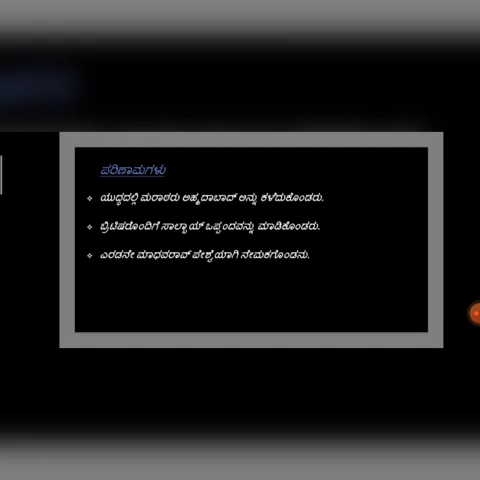 ಪರಿಣಾಮಗಳು
ಯುದ್ಧದಲ್ಲಿ ಮರಾಠರು ಅಹ್ಮದಾಬಾದ್ ಅನ್ನು ಕಳೆದುಕೊಂಡರು.
ಬ್ರಿಟಿಷರೊಂದಿಗೆ ಸಾಲ್ಬಾಯ್ ಒಪ್ಪಂದವನ್ನು ಮಾಡಿಕೊಂಡರು.
ಎರಡನೇ ಮಾಧವರಾವ್ ಪೇಶ್ವೆಯಾಗಿ ನೇಮಕಗೊಂಡನು.